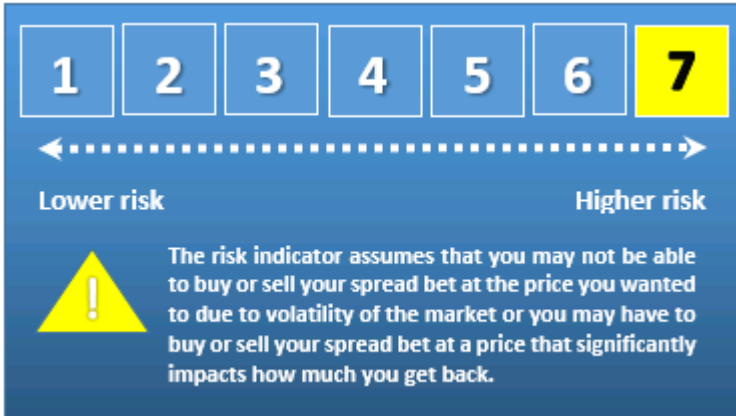 1 2 3 4 5 6 7
Lower risk Higher risk
!
The risk indicator assumes that you may not be able
to buy or sell your spread bet at the price you wanted
to due to volatility of the market or you may have to
buy or sell your spread bet at a price that significantly
impacts how much you get back.